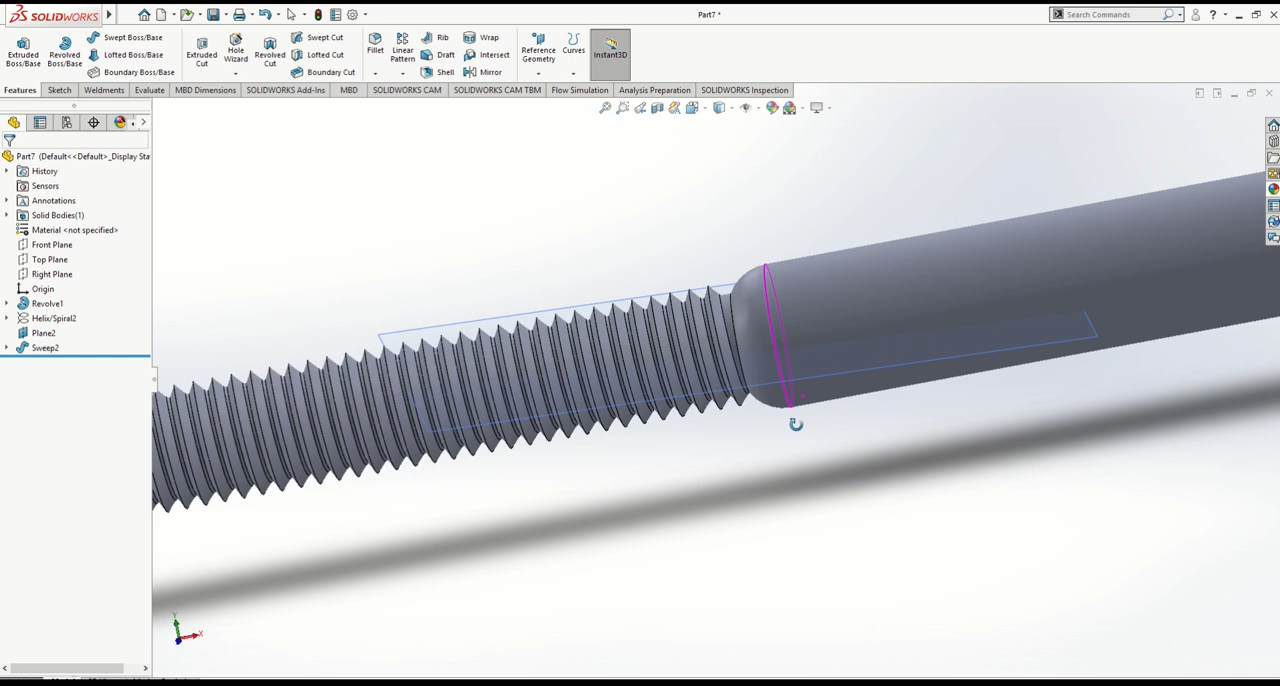 SOLIDWORKS
Part7 *
Search Commands
Extruded Boss/Base
Revolved Boss/Base
Swept Boss/Base
Lofted Boss/Base
Boundary Boss/Base
Extruded Cut
Hole Wizard
Revolved Cut
Swept Cut
Lofted Cut
Boundary Cut
Fillet
Linear Pattern
Rib
Draft
Shell
Wrap
Intersect
Mirror
Reference Geometry
Curves
Instant3D
Features
Sketch
Weldments
Evaluate
MBD Dimensions
SOLIDWORKS Add-Ins
MBD
SOLIDWORKS CAM
SOLIDWORKS CAM TBM
Flow Simulation
Analysis Preparation
SOLIDWORKS Inspection
Part7 (Default<<Default>_Display Sta
History
Sensors
Annotations
Solid Bodies(1)
Material <not specified>
Front Plane
Top Plane
Right Plane
Origin
Revolve1
Helix/Spiral2
Plane2
Sweep2
Y
X